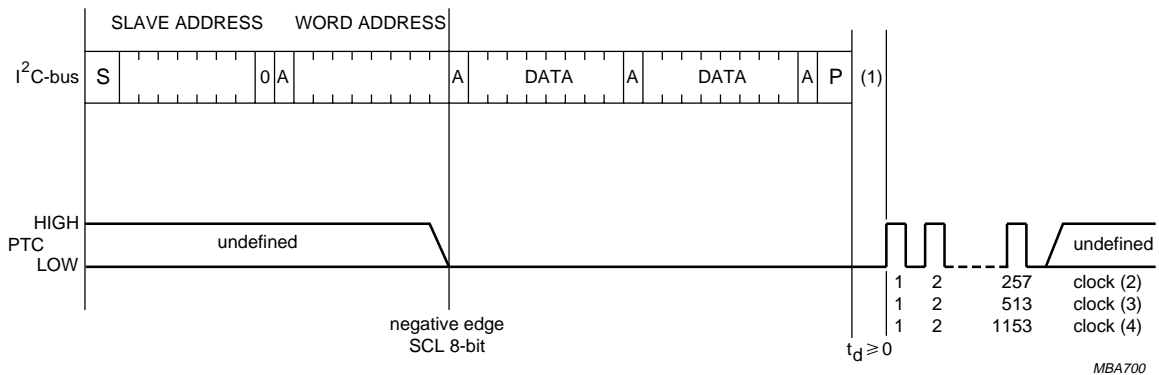 SLAVE ADDRESS WORD ADDRESS
I2C-bus S 0 A A DATA A DATA A P (1)
HIGH
PTC undefined undefined
LOW
1 2 257 clock (2)
1 2 513 clock (3)
1 2 1153 clock (4)
negative edge
SCL 8-bit
td ⩾ 0
MBA700